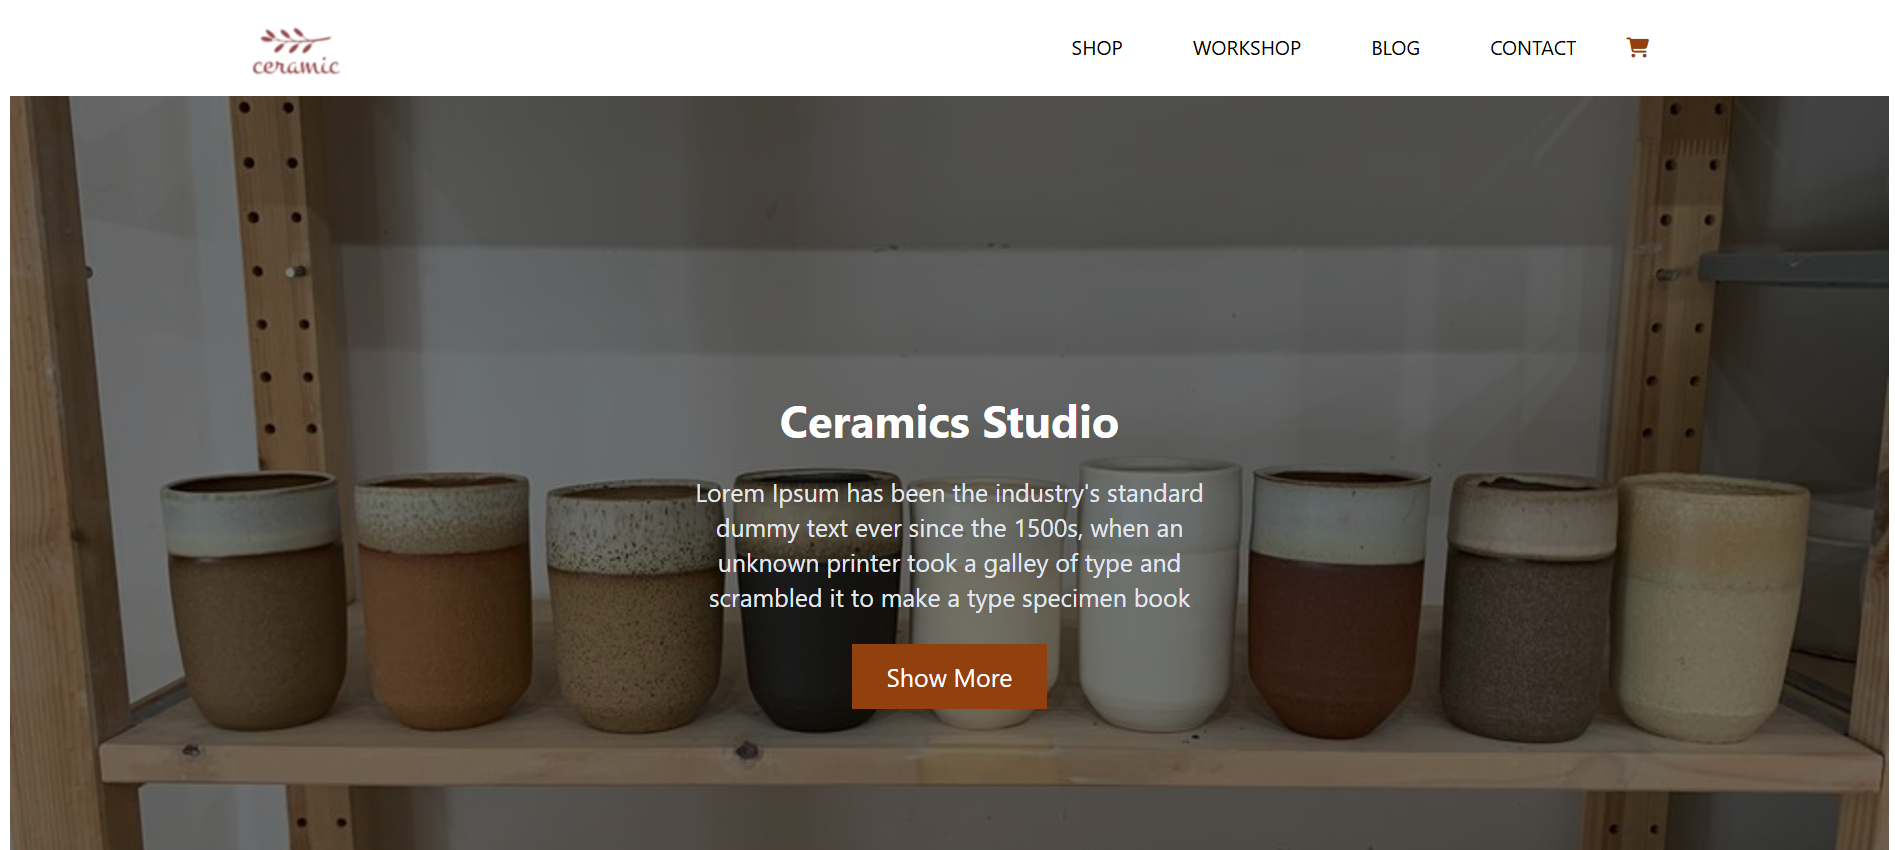 ceramic
SHOP WORKSHOP BLOG CONTACT
Ceramics Studio
Lorem Ipsum has been the industry's standard
dummy text ever since the 1500s, when an
unknown printer took a galley of type and
scrambled it to make a type specimen book
Show More